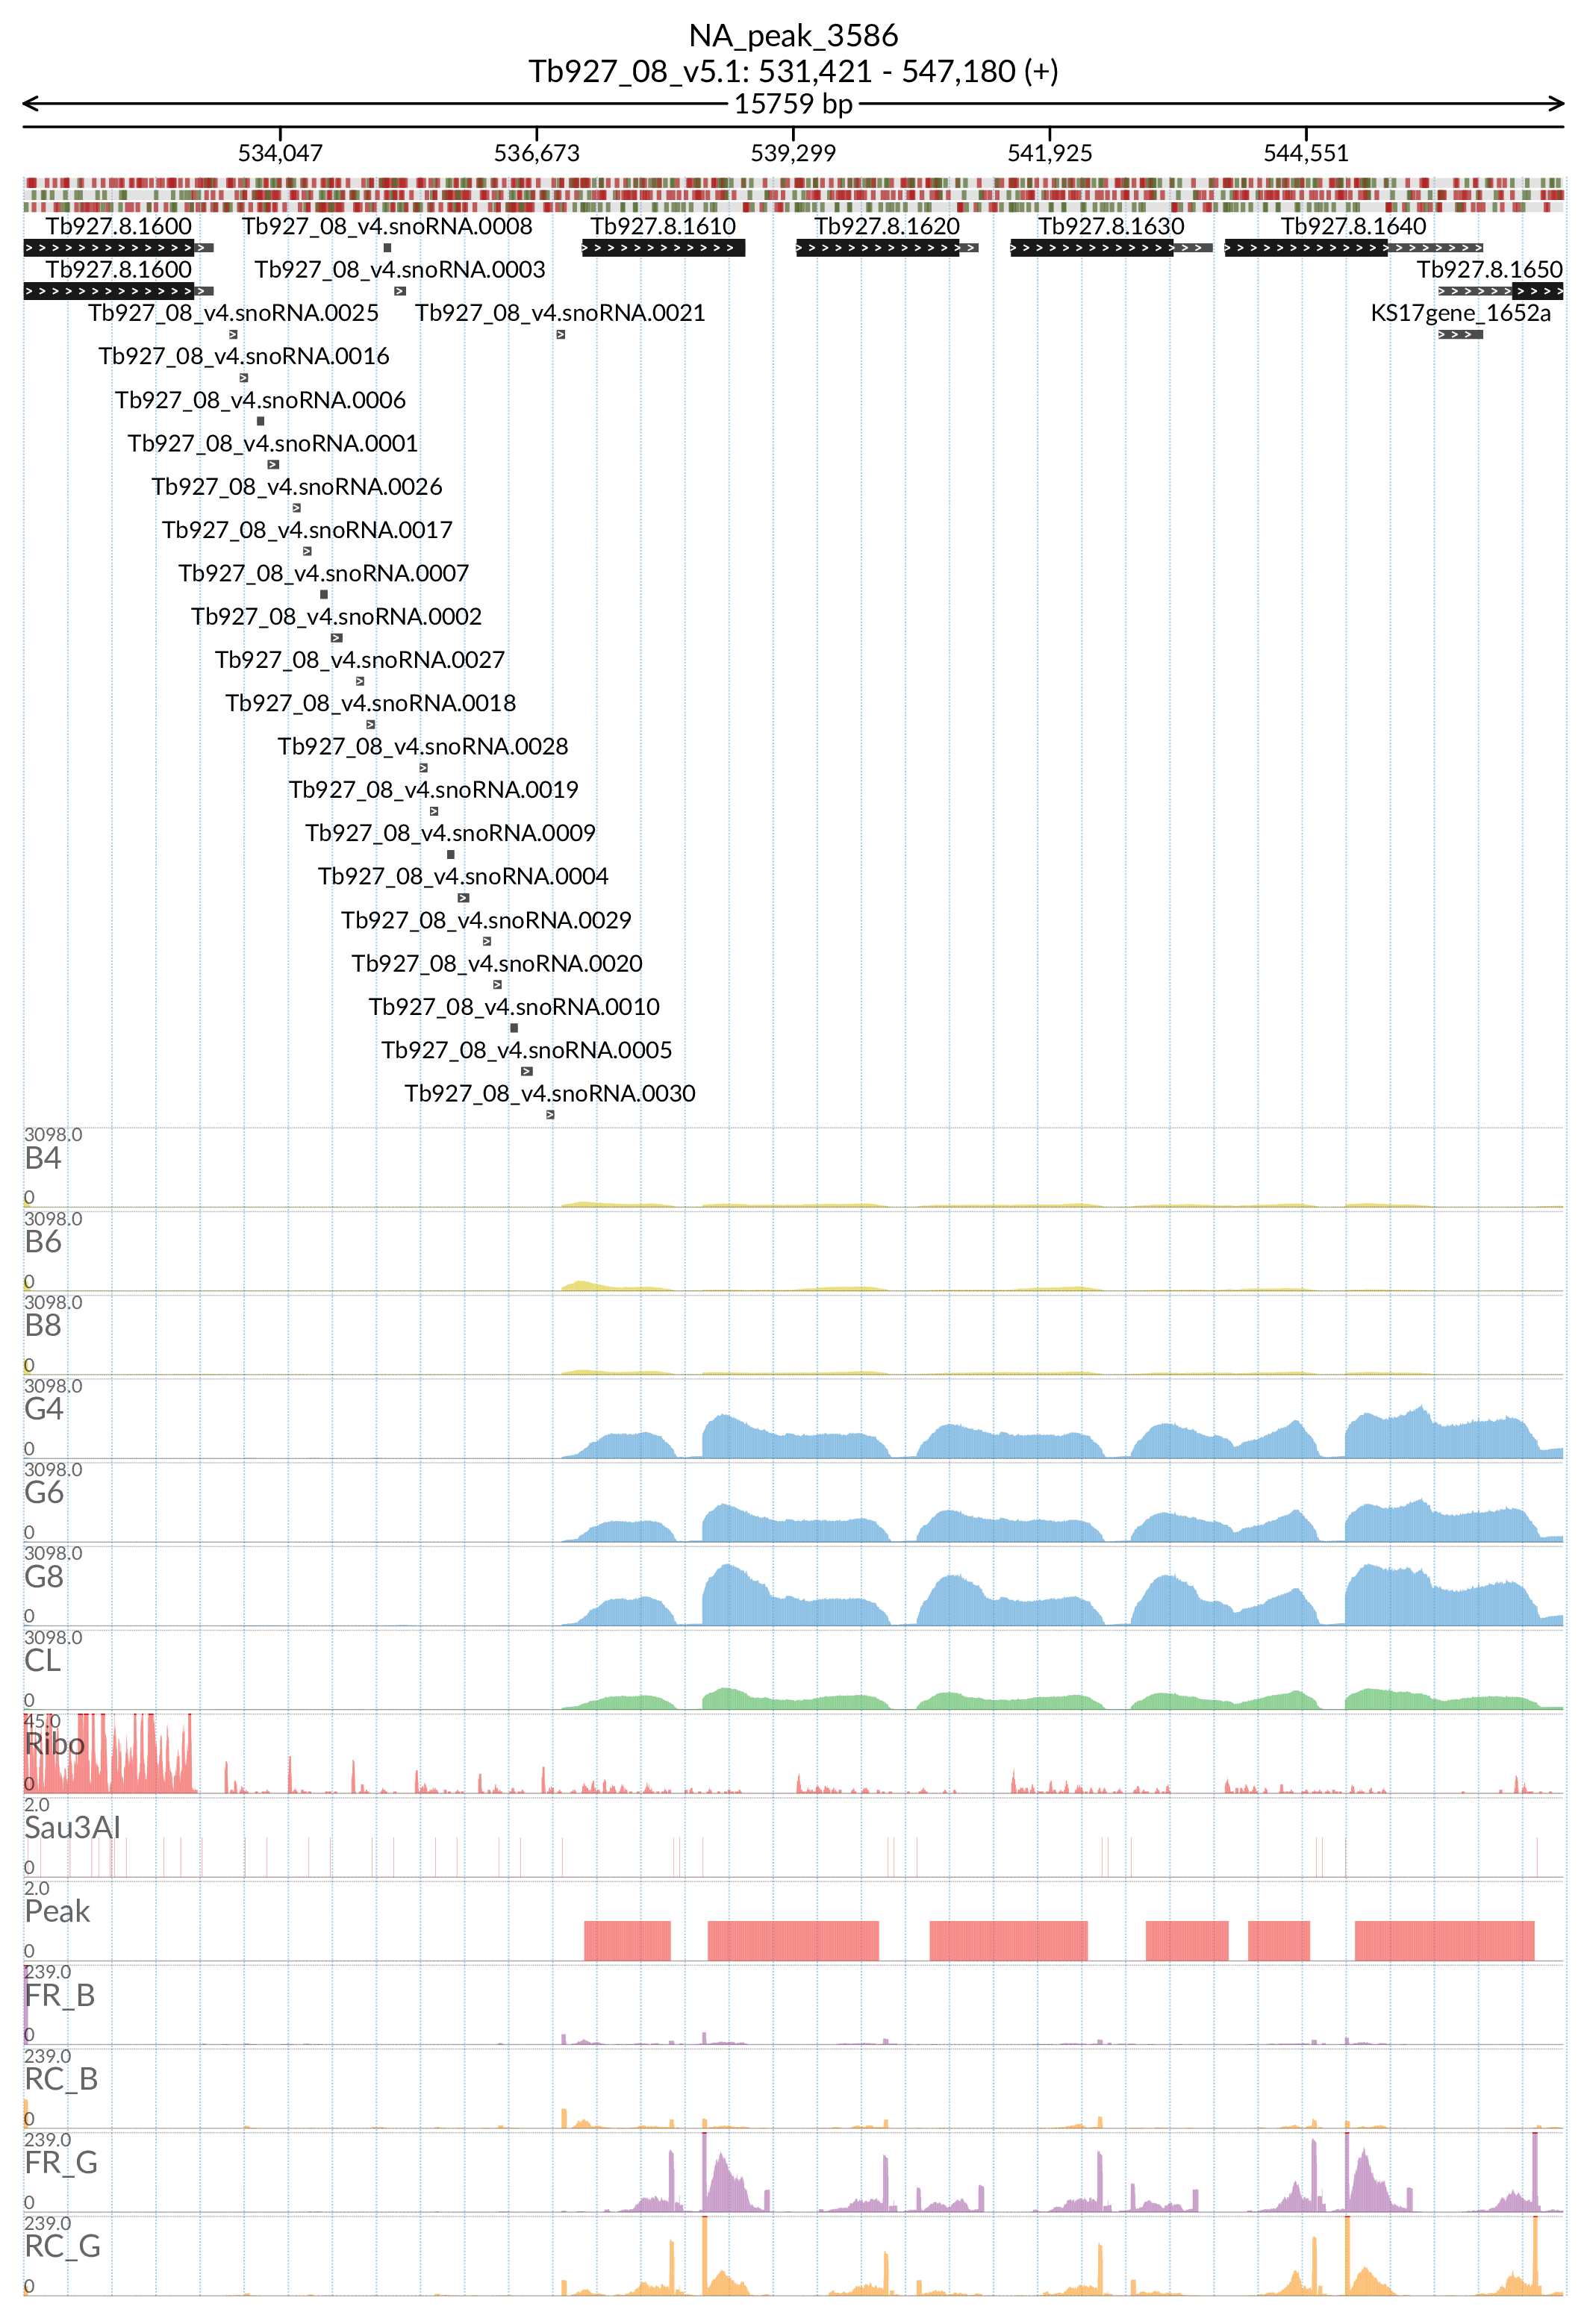 NA_peak_3586
Tb927_08_v5.1: 531,421 - 547,180 (+)
15759 bp
534,047 536,673 539,299 541,925 544,551
Tb927.8.1600 Tb927_08_v4.snoRNA.0008 Tb927.8.1610 Tb927.8.1620 Tb927.8.1630 Tb927.8.1640
Tb927.8.1600 Tb927_08_v4.snoRNA.0003 Tb927.8.1650
Tb927_08_v4.snoRNA.0025 Tb927_08_v4.snoRNA.0021 KS17gene_1652a
Tb927_08_v4.snoRNA.0016
Tb927_08_v4.snoRNA.0006
Tb927_08_v4.snoRNA.0001
Tb927_08_v4.snoRNA.0026
Tb927_08_v4.snoRNA.0017
Tb927_08_v4.snoRNA.0007
Tb927_08_v4.snoRNA.0002
Tb927_08_v4.snoRNA.0027
Tb927_08_v4.snoRNA.0018
Tb927_08_v4.snoRNA.0028
Tb927_08_v4.snoRNA.0019
Tb927_08_v4.snoRNA.0009
Tb927_08_v4.snoRNA.0004
Tb927_08_v4.snoRNA.0029
Tb927_08_v4.snoRNA.0020
Tb927_08_v4.snoRNA.0010
Tb927_08_v4.snoRNA.0005
Tb927_08_v4.snoRNA.0030
3098.0
B4
0
3098.0
B6
0
3098.0
B8
0
3098.0
G4
0
3098.0
G6
0
3098.0
G8
0
3098.0
CL
0
45.0
Ribo
0
2.0
Sau3AI
0
2.0
Peak
0
239.0
FR_B
0
239.0
RC_B
0
239.0
FR_G
0
239.0
RC_G
0